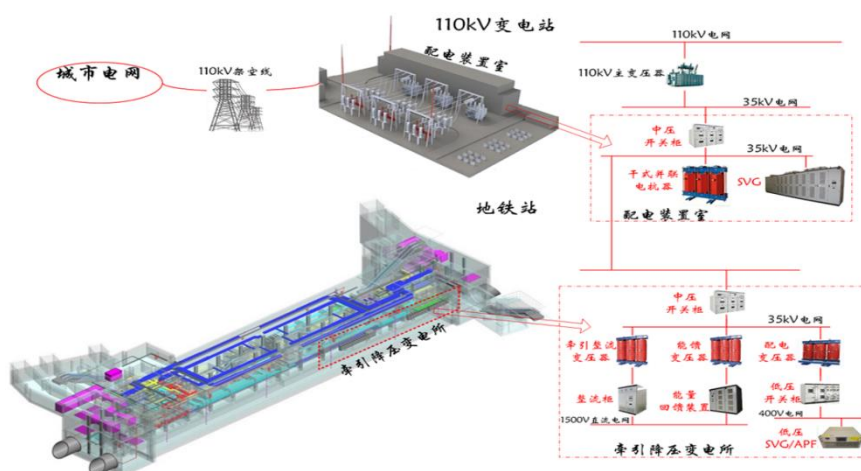 110kV变电站
配电装置室
城市电网
110kV架空线
110kV电网
110kV主变压器
35kV电网
中压
开关柜
35kV电网
干式并联
电抗器
SVG
配电装置室
地铁站
牵引降压变电所
中压
开关柜
35kV电网
牵引整流
变压器
能馈
变压器
配电
变压器
整流柜
能量
回馈装置
低压
开关柜
1500V直流电网
400V电网
低压
SVG/APF
牵引降压变电所